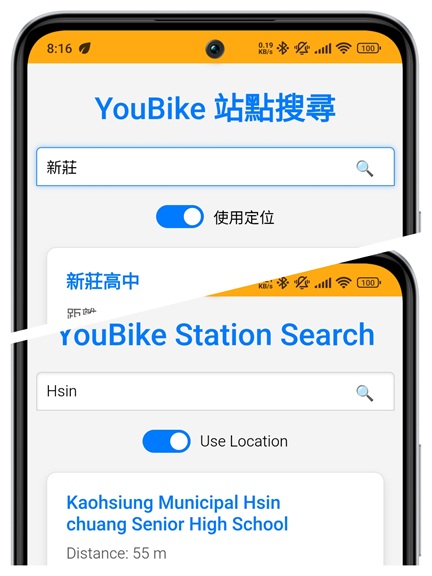 8:16
0.19
KB/s
100
YouBike 站點搜尋
新莊
使用定位
新莊高中
距離
KB/s
100
YouBike Station Search
Hsin
Use Location
Kaohsiung Municipal Hsin
chuang Senior High School
Distance: 55 m